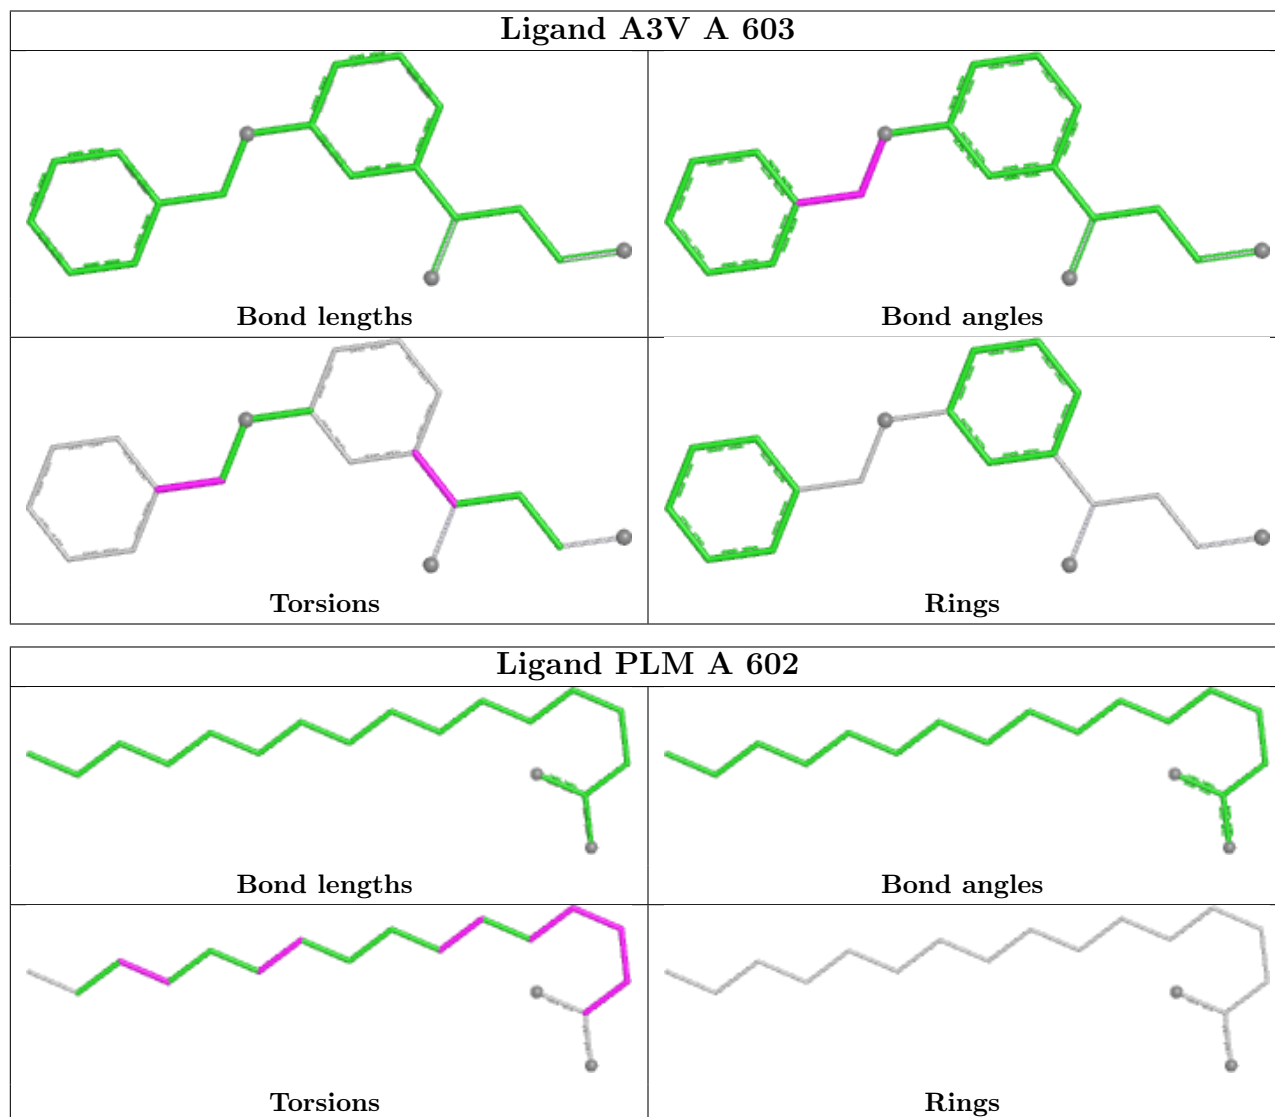 Ligand A3V A 603
Bond lengths
Bond angles
Torsions
Rings
Ligand PLM A 602
Bond lengths
Bond angles
Torsions
Rings